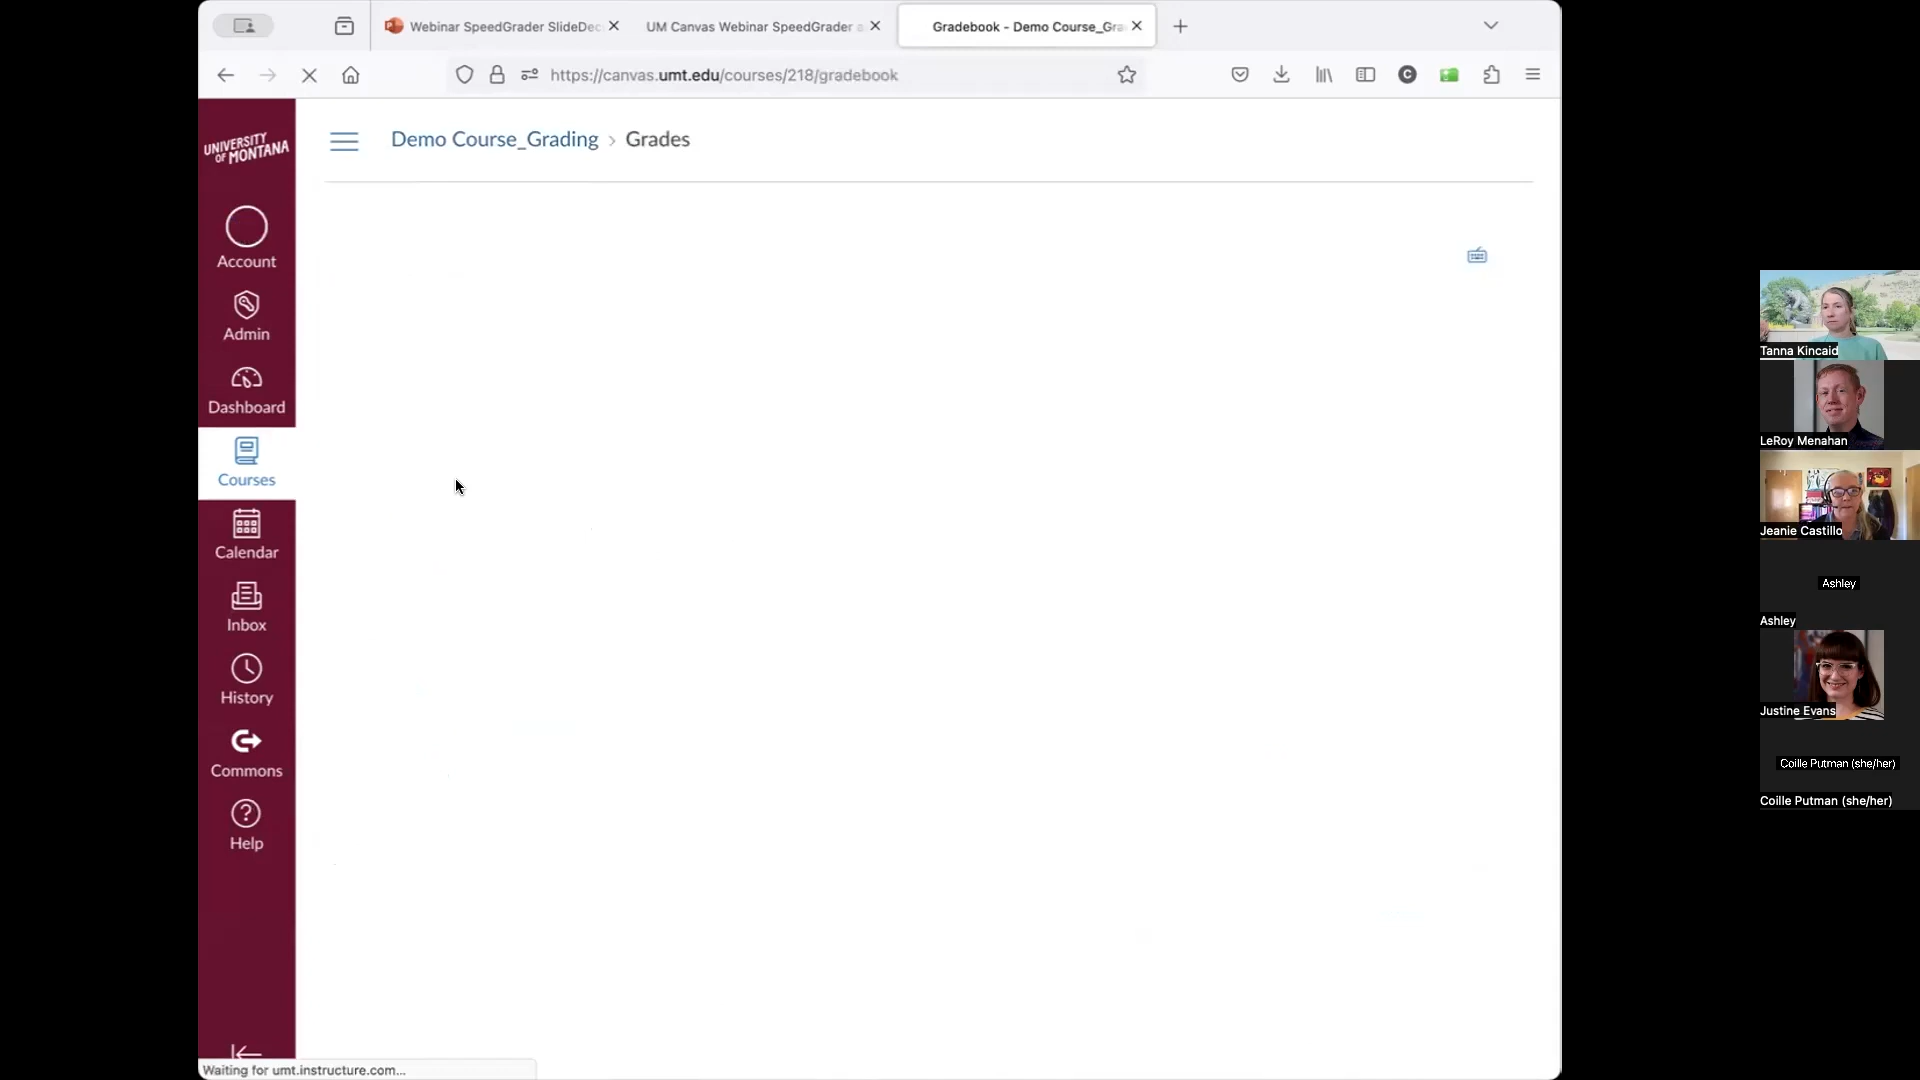 Webinar SpeedGrader SlideDec
UM Canvas Webinar SpeedGrader a
Gradebook - Demo Course_Gra
https://canvas.umt.edu/courses/218/gradebook
UNIVERSITY
OF MONTANA
Demo Course_Grading › Grades
Account
Admin
Dashboard
Courses
Calendar
Inbox
History
Commons
Help
Waiting for umt.instructure.com...
Tanna Kincaid
LeRoy Menahan
Jeanie Castillo
Ashley
Ashley
Justine Evans
Coille Putman (she/her)
Coille Putman (she/her)